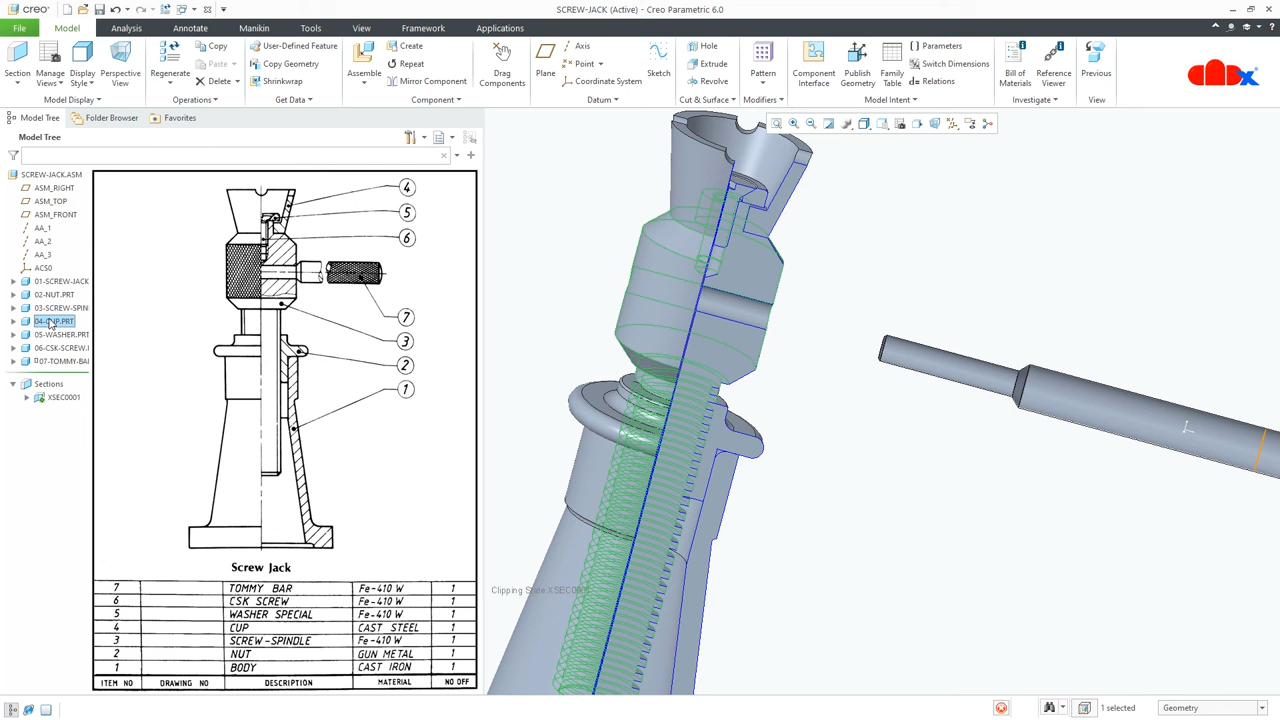 creo SCREW-JACK (Active) - Creo Parametric 6.0
File Model Analysis Annotate Manikin Tools View Framework Applications
Section Manage Views Display Style Perspective View Regenerate Copy Paste Delete User-Defined Feature Copy Geometry Shrinkwrap Assemble Create Repeat Mirror Component Drag Components Plane Axis Point Coordinate System Sketch Hole Extrude Revolve Pattern Component Interface Publish Geometry Family Table Parameters Switch Dimensions Relations Bill of Materials Reference Viewer Previous
Model Display Operations Get Data Component Datum Cut & Surface Modifiers Model Intent Investigate View
Model Tree Folder Browser Favorites
Model Tree
SCREW-JACK.ASM
ASM_RIGHT
ASM_TOP
ASM_FRONT
AA_1
AA_2
AA_3
ACS0
01-SCREW-JACK
02-NUT.PRT
03-SCREW-SPIN
04-CUP.PRT
05-WASHER.PRT
06-CSK-SCREW.
07-TOMMY-BA
Sections
XSEC0001
4
5
6
7
3
2
1
Screw Jack
7 TOMMY BAR Fe-410 W 1
6 CSK SCREW Fe-410 W 1
5 WASHER SPECIAL Fe-410 W 1
4 CUP CAST STEEL 1
3 SCREW-SPINDLE Fe-410 W 1
2 NUT GUN METAL 1
1 BODY CAST IRON 1
ITEM NO DRAWING NO DESCRIPTION MATERIAL NO OFF
Clipping State:XSEC0001
1 selected Geometry